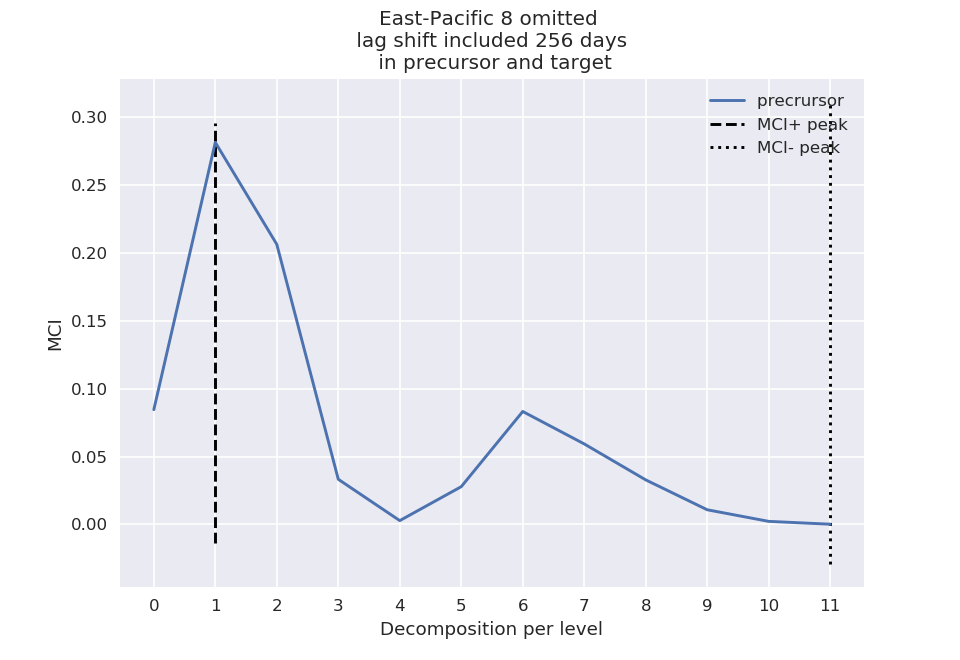 East-Pacific 8 omitted
lag shift included 256 days
in precursor and target
precrursor
MCI+ peak
MCI- peak
0.30
0.25
0.20
0.15
0.10
0.05
0.00
MCI
0 1 2 3 4 5 6 7 8 9 10 11
Decomposition per level